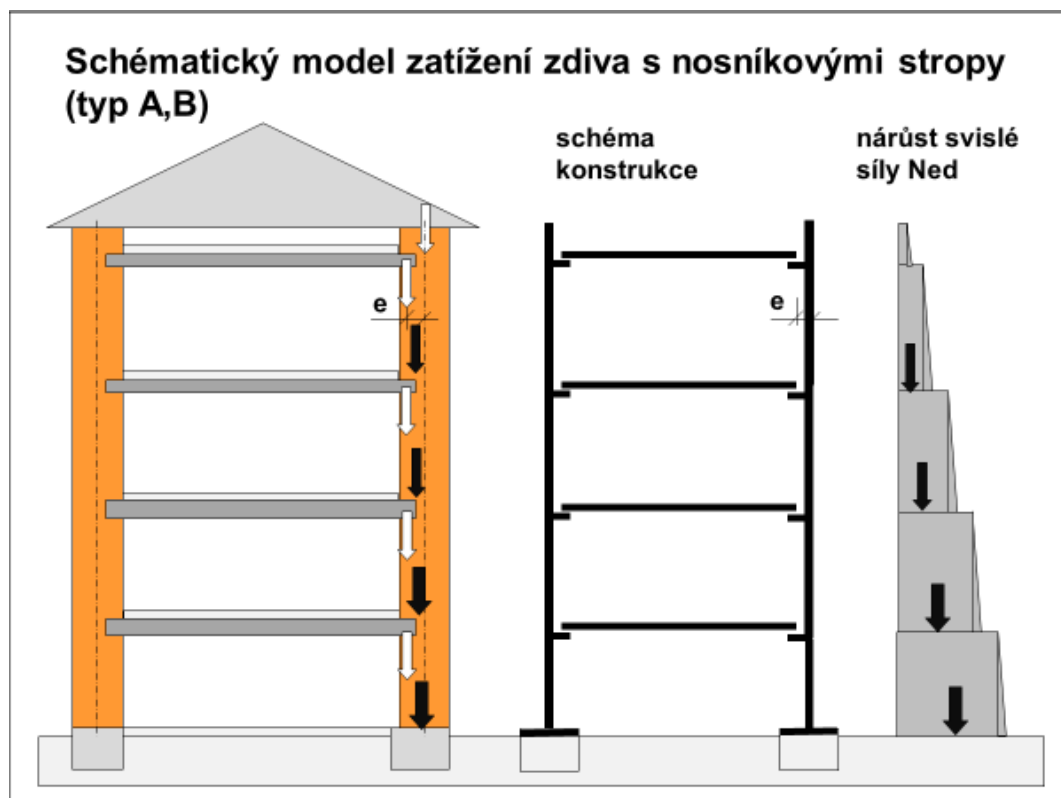 Schématický model zatížení zdiva s nosníkovými stropy
(typ A,B)
schéma
konstrukce
nárůst svislé
síly Ned
e
e